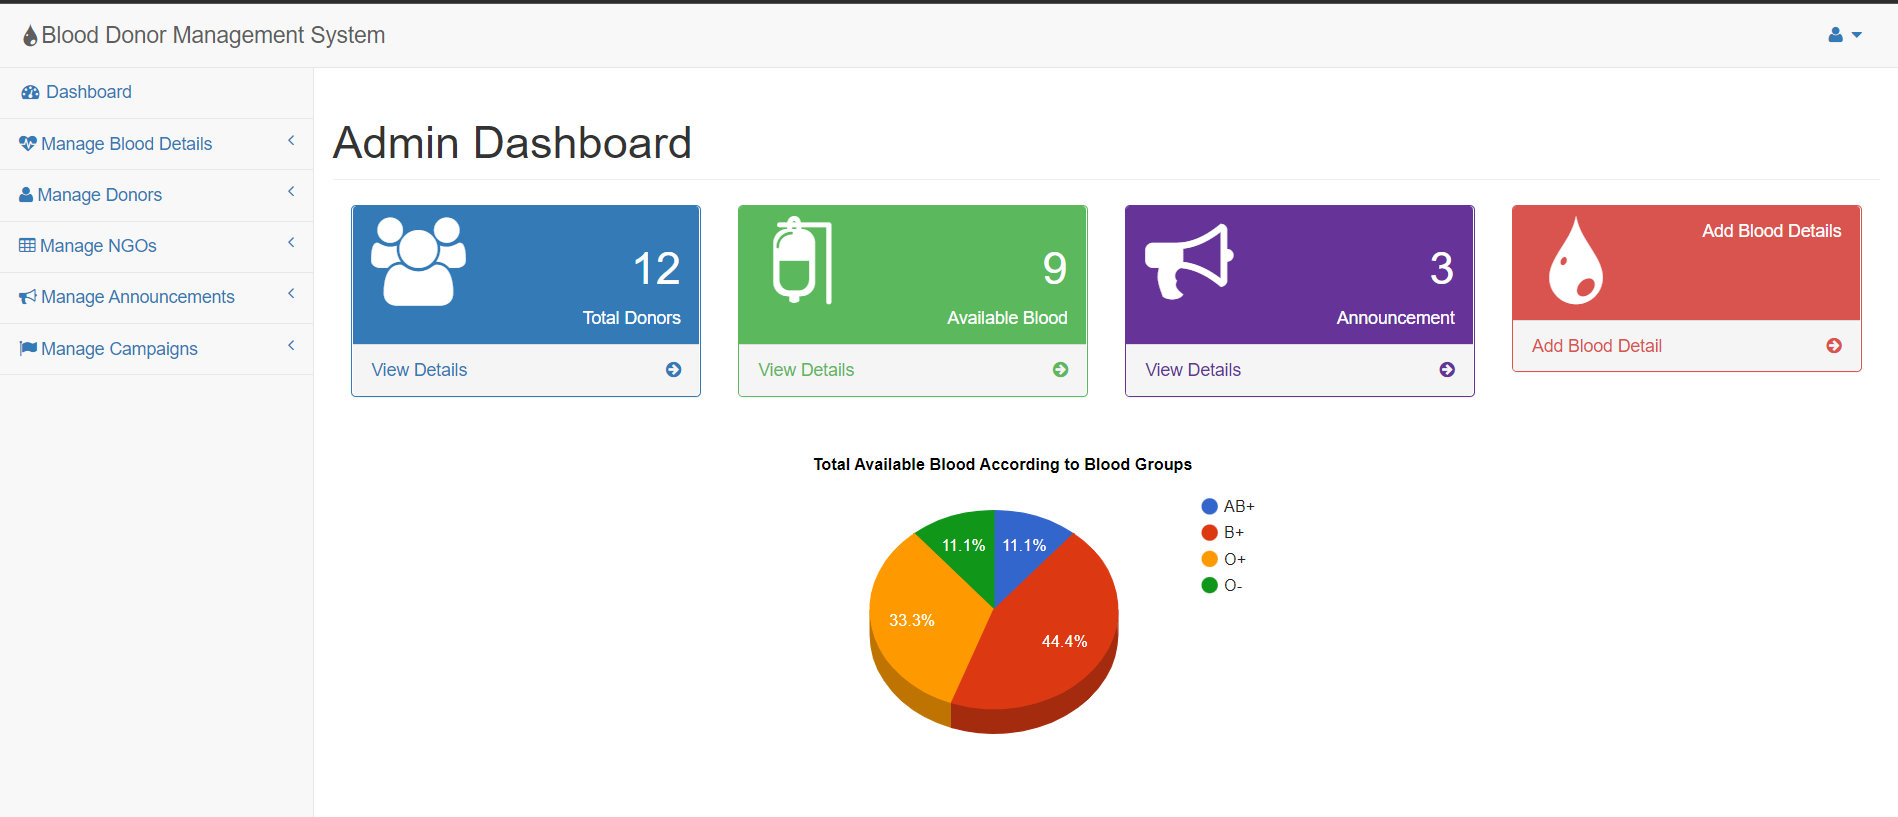 Blood Donor Management System
Dashboard
Manage Blood Details
Manage Donors
Manage NGOs
Manage Announcements
Manage Campaigns
Admin Dashboard
12
Total Donors
View Details
9
Available Blood
View Details
3
Announcement
View Details
Add Blood Details
Add Blood Detail
Total Available Blood According to Blood Groups
11.1%
11.1%
33.3%
44.4%
AB+
B+
O+
O-